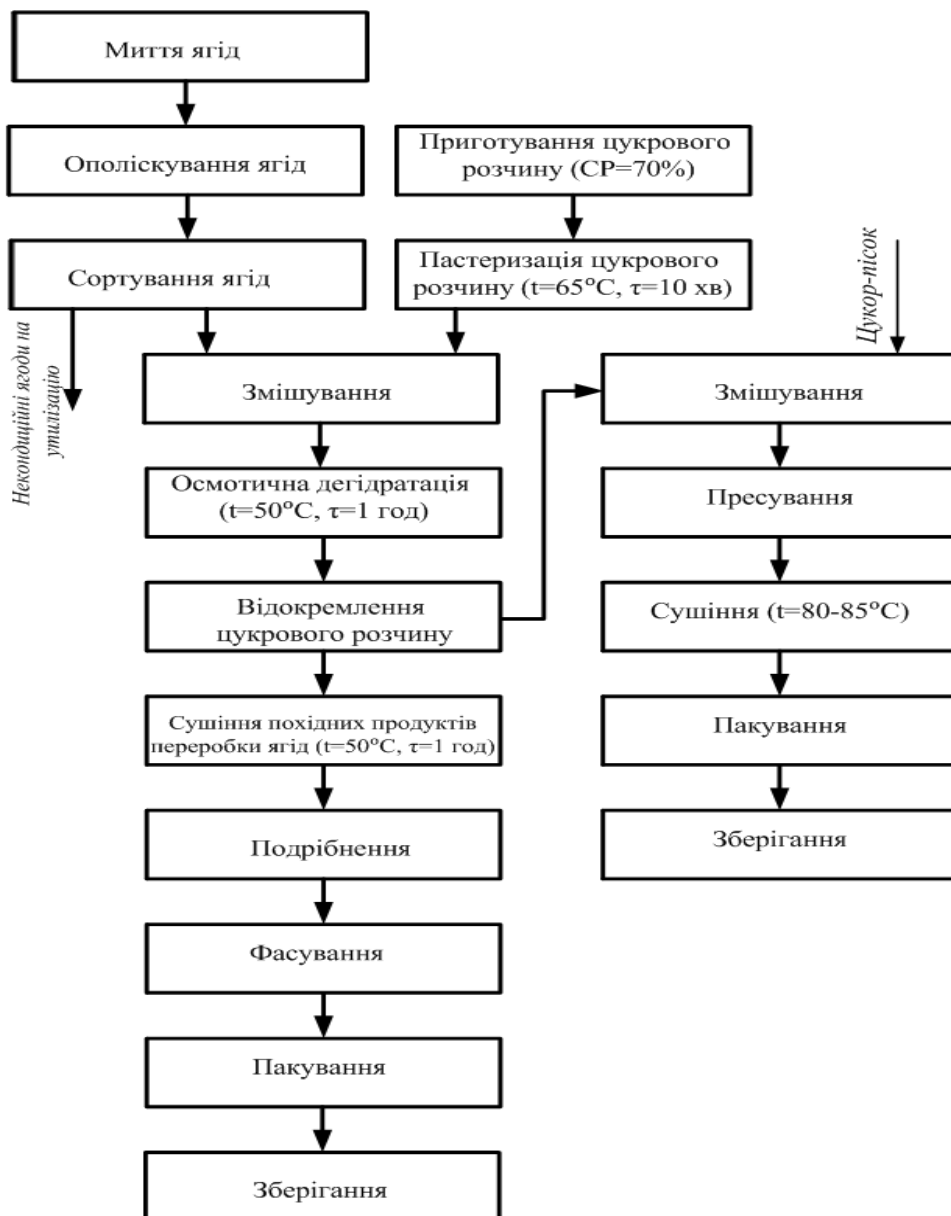 Миття ягід
Ополіскування ягід
Сортування ягід
Некондиційні ягоди на
утилізацію
Приготування цукрового
розчину (СР=70%)
Пастеризація цукрового
розчину (t=65°C, τ=10 хв)
Змішування
Осмотична дегідратація
(t=50°C, τ=1 год)
Відокремлення
цукрового розчину
Сушіння похідних продуктів
переробки ягід (t=50°C, τ=1 год)
Подрібнення
Фасування
Пакування
Зберігання
Цукор-пісок
Змішування
Пресування
Сушіння (t=80-85°C)
Пакування
Зберігання